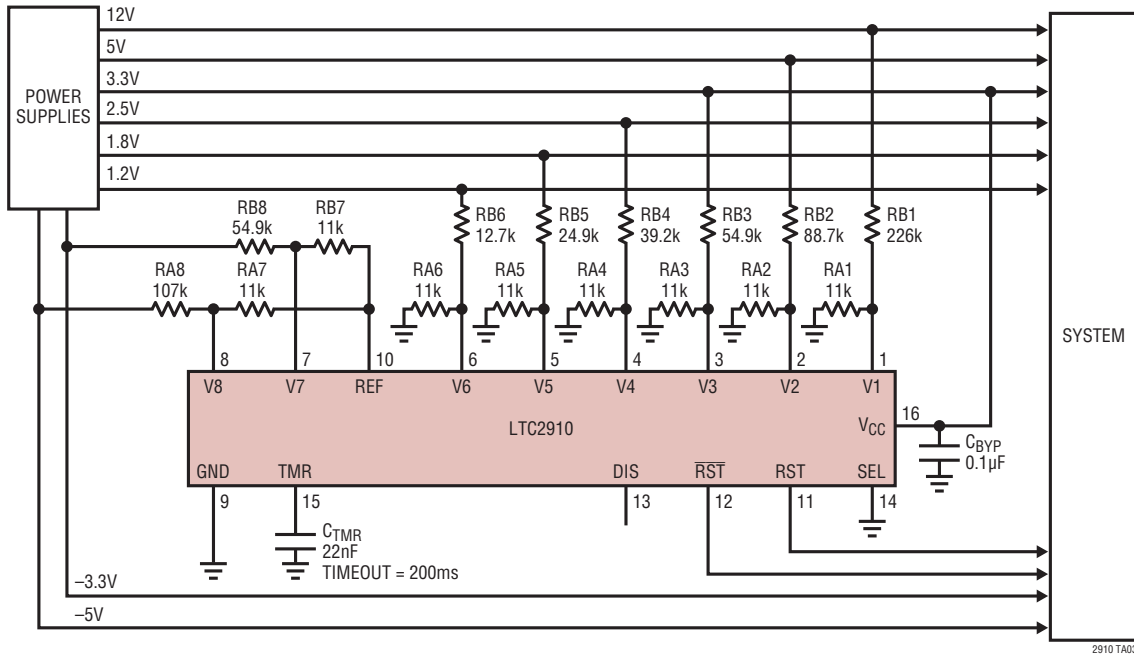 12V
5V
3.3V
2.5V
1.8V
1.2V
POWER
SUPPLIES
SYSTEM
RB8
54.9k
RB7
11k
RB6
12.7k
RB5
24.9k
RB4
39.2k
RB3
54.9k
RB2
88.7k
RB1
226k
RA8
107k
RA7
11k
RA6
11k
RA5
11k
RA4
11k
RA3
11k
RA2
11k
RA1
11k
8 7 10 6 5 4 3 2 1
V8 V7 REF V6 V5 V4 V3 V2 V1
LTC2910
VCC
16
CBYP
0.1µF
GND TMR DIS RST RST SEL
9 15 13 12 11 14
CTMR
22nF
TIMEOUT = 200ms
–3.3V
–5V
2910 TA03